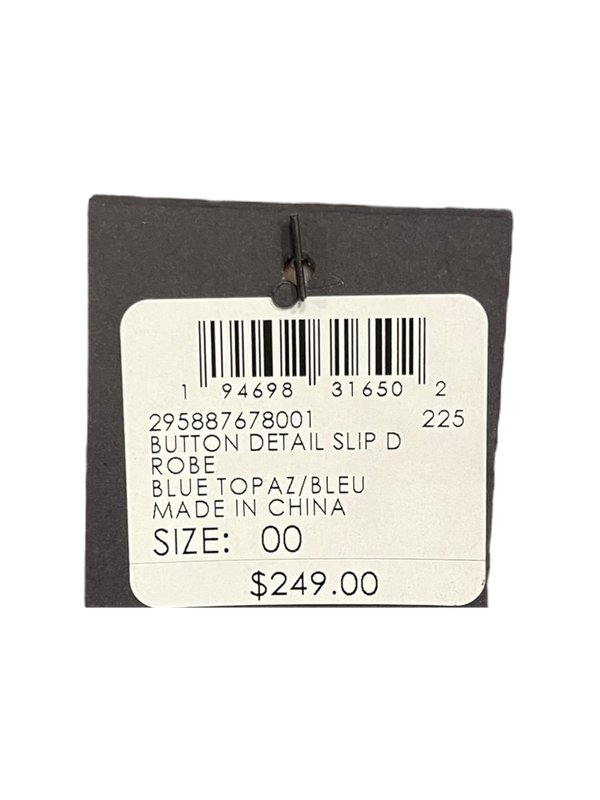 1 94698 31650 2
295887678001 225
BUTTON DETAIL SLIP D
ROBE
BLUE TOPAZ/BLEU
MADE IN CHINA
SIZE: 00
$249.00